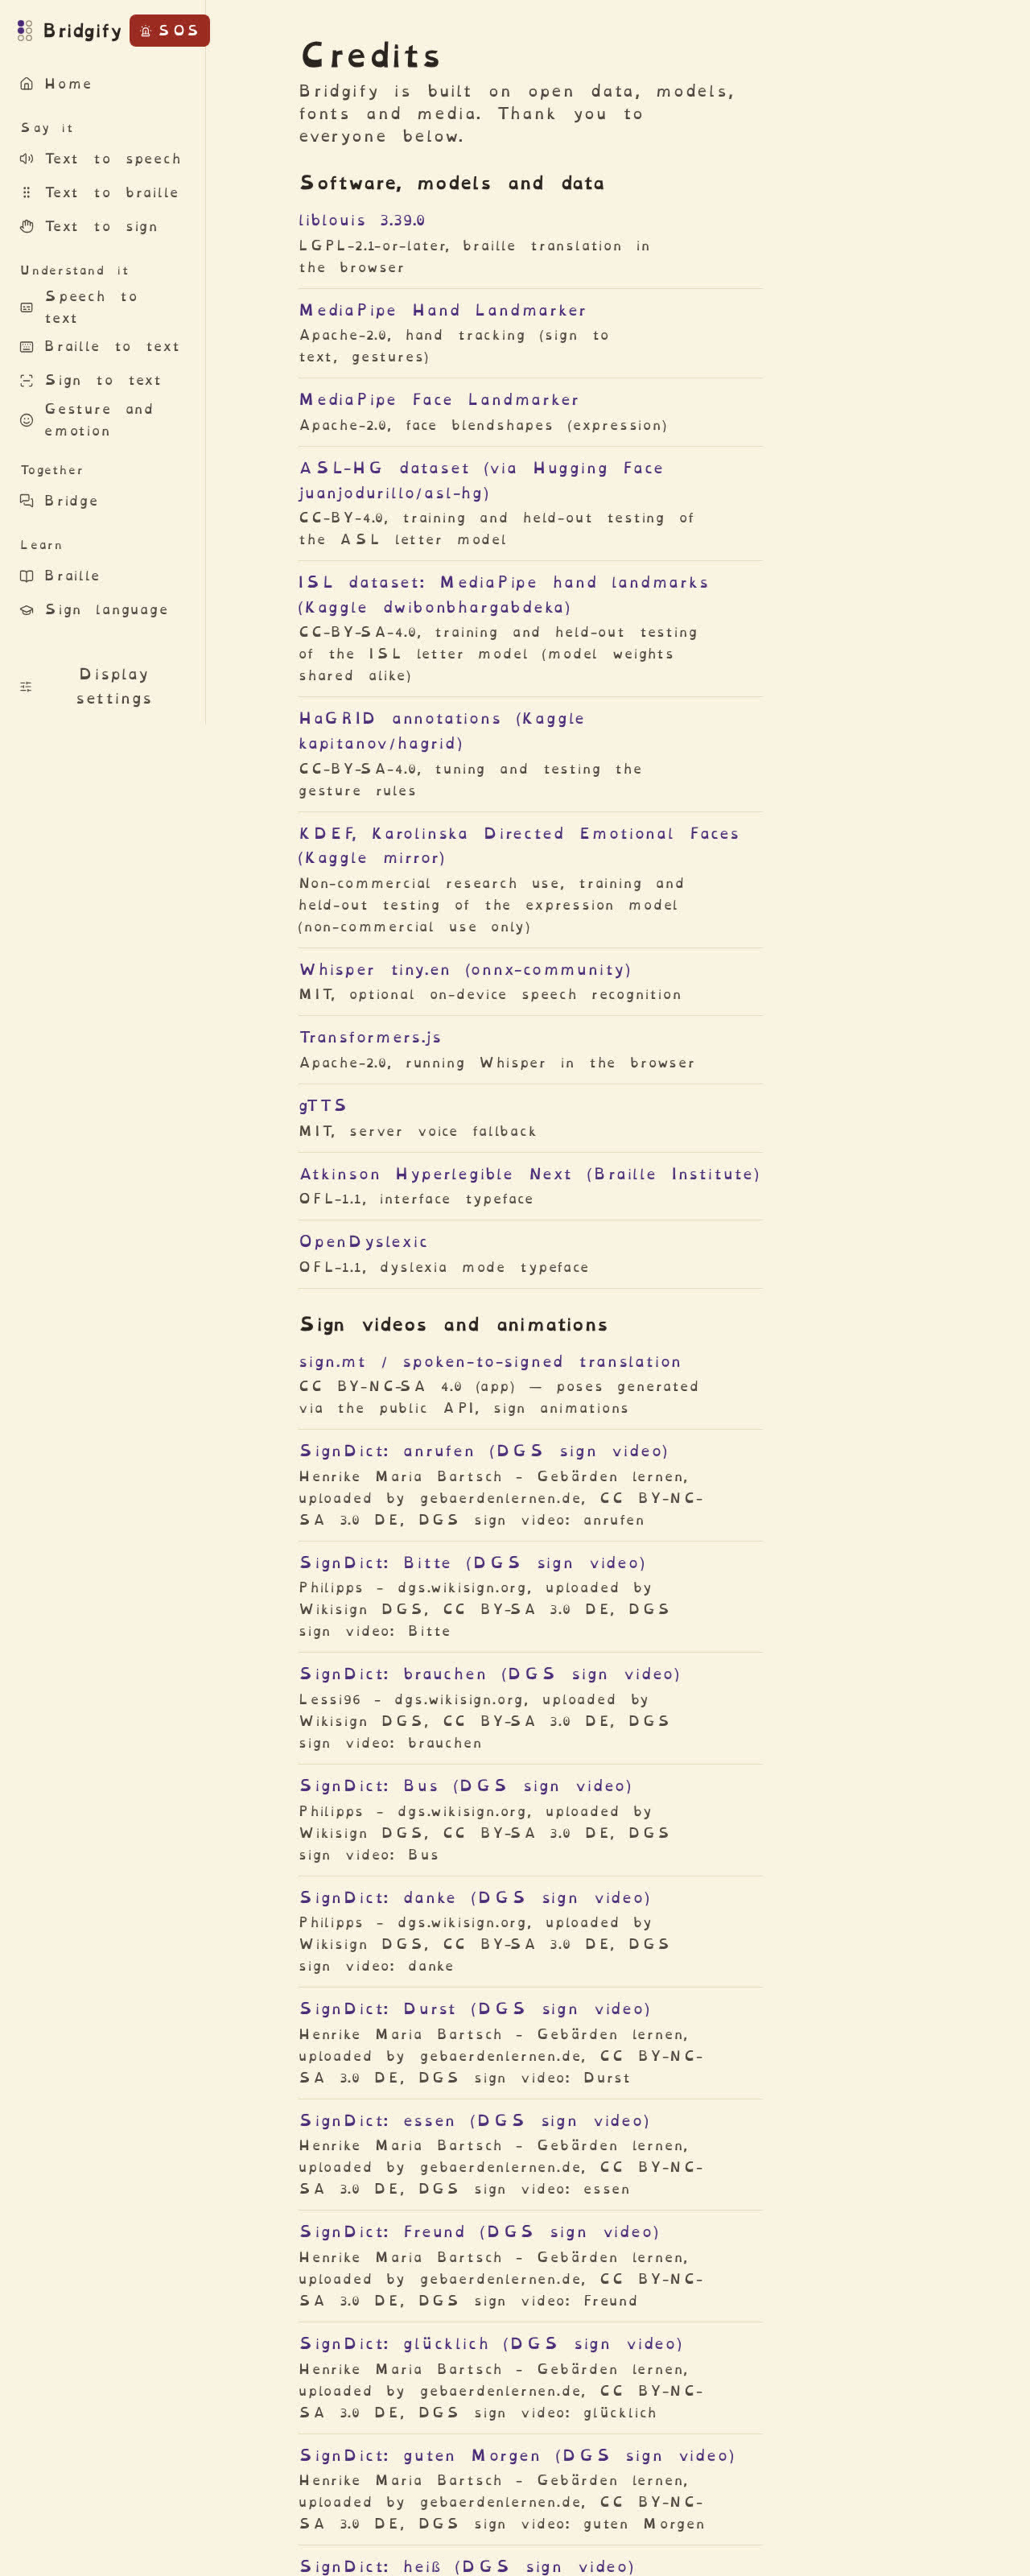 Bridgify SOS
Home
Say it
Text to speech
Text to braille
Text to sign
Understand it
Speech to
text
Braille to text
Sign to text
Gesture and
emotion
Together
Bridge
Learn
Braille
Sign language
Display
settings
Credits
Bridgify is built on open data, models,
fonts and media. Thank you to
everyone below.
Software, models and data
liblouis 3.39.0
LGPL-2.1-or-later, braille translation in
the browser
MediaPipe Hand Landmarker
Apache-2.0, hand tracking (sign to
text, gestures)
MediaPipe Face Landmarker
Apache-2.0, face blendshapes (expression)
ASL-HG dataset (via Hugging Face
juanjodurillo/asl-hg)
CC-BY-4.0, training and held-out testing of
the ASL letter model
ISL dataset: MediaPipe hand landmarks
(Kaggle dwibonbhargabdeka)
CC-BY-SA-4.0, training and held-out testing
of the ISL letter model (model weights
shared alike)
HaGRID annotations (Kaggle
kapitanov/hagrid)
CC-BY-SA-4.0, tuning and testing the
gesture rules
KDEF, Karolinska Directed Emotional Faces
(Kaggle mirror)
Non-commercial research use, training and
held-out testing of the expression model
(non-commercial use only)
Whisper tiny.en (onnx-community)
MIT, optional on-device speech recognition
Transformers.js
Apache-2.0, running Whisper in the browser
gTTS
MIT, server voice fallback
Atkinson Hyperlegible Next (Braille Institute)
OFL-1.1, interface typeface
OpenDyslexic
OFL-1.1, dyslexia mode typeface
Sign videos and animations
sign.mt / spoken-to-signed translation
CC BY-NC-SA 4.0 (app) — poses generated
via the public API, sign animations
SignDict: anrufen (DGS sign video)
Henrike Maria Bartsch - Gebärden lernen,
uploaded by gebaerdenlernen.de, CC BY-NC-
SA 3.0 DE, DGS sign video: anrufen
SignDict: Bitte (DGS sign video)
Philipps - dgs.wikisign.org, uploaded by
Wikisign DGS, CC BY-SA 3.0 DE, DGS
sign video: Bitte
SignDict: brauchen (DGS sign video)
Lessi96 - dgs.wikisign.org, uploaded by
Wikisign DGS, CC BY-SA 3.0 DE, DGS
sign video: brauchen
SignDict: Bus (DGS sign video)
Philipps - dgs.wikisign.org, uploaded by
Wikisign DGS, CC BY-SA 3.0 DE, DGS
sign video: Bus
SignDict: danke (DGS sign video)
Philipps - dgs.wikisign.org, uploaded by
Wikisign DGS, CC BY-SA 3.0 DE, DGS
sign video: danke
SignDict: Durst (DGS sign video)
Henrike Maria Bartsch - Gebärden lernen,
uploaded by gebaerdenlernen.de, CC BY-NC-
SA 3.0 DE, DGS sign video: Durst
SignDict: essen (DGS sign video)
Henrike Maria Bartsch - Gebärden lernen,
uploaded by gebaerdenlernen.de, CC BY-NC-
SA 3.0 DE, DGS sign video: essen
SignDict: Freund (DGS sign video)
Henrike Maria Bartsch - Gebärden lernen,
uploaded by gebaerdenlernen.de, CC BY-NC-
SA 3.0 DE, DGS sign video: Freund
SignDict: glücklich (DGS sign video)
Henrike Maria Bartsch - Gebärden lernen,
uploaded by gebaerdenlernen.de, CC BY-NC-
SA 3.0 DE, DGS sign video: glücklich
SignDict: guten Morgen (DGS sign video)
Henrike Maria Bartsch - Gebärden lernen,
uploaded by gebaerdenlernen.de, CC BY-NC-
SA 3.0 DE, DGS sign video: guten Morgen
SignDict: heiß (DGS sign video)